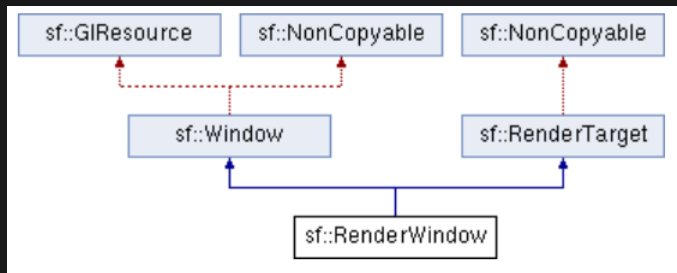 sf::GlResource
sf::NonCopyable
sf::NonCopyable
sf::Window
sf::RenderTarget
sf::RenderWindow